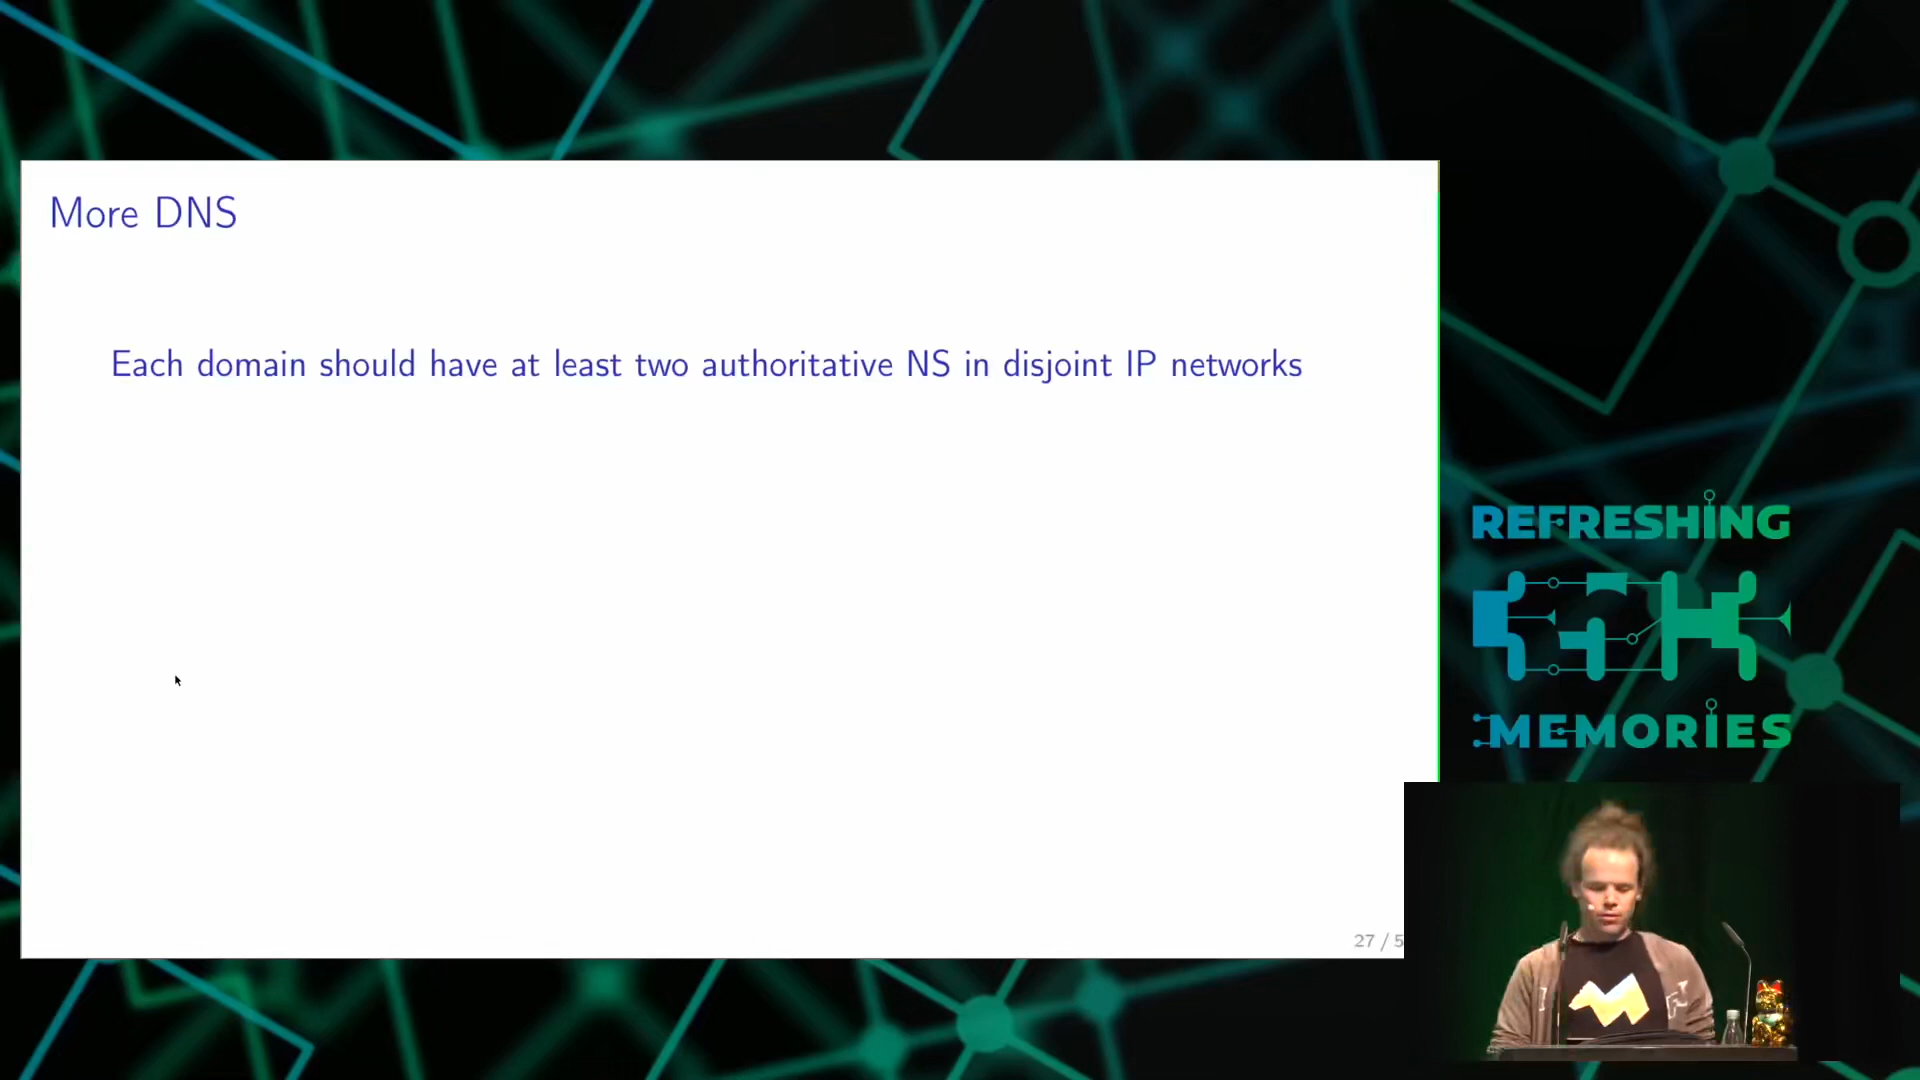 More DNS
Each domain should have at least two authoritative NS in disjoint IP networks
27 / 5
REFRESHING
MEMORIES